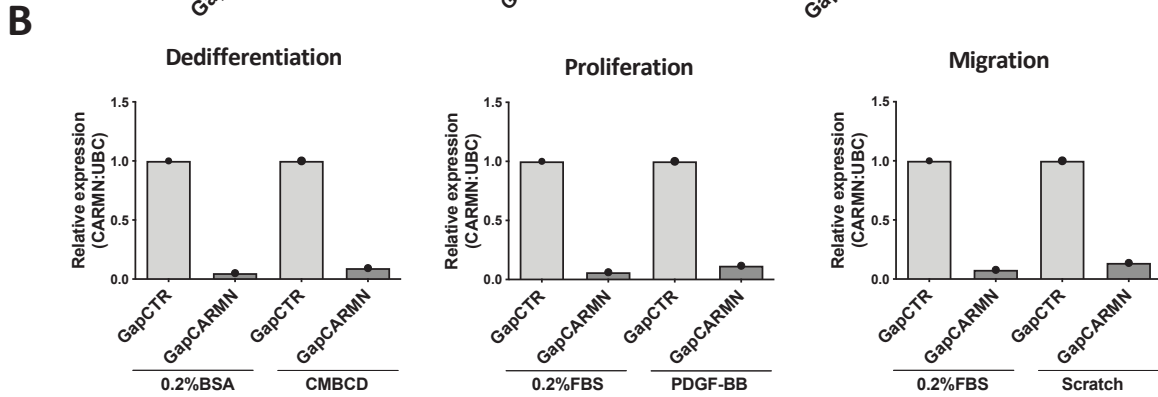 B
Dedifferentiation
Relative expression
(CARMN:UBC)
1.5
1.0
0.5
0.0
GapCTR
GapCARMN
GapCTR
GapCARMN
0.2%BSA
CMBCD
Proliferation
Relative expression
(CARMN:UBC)
1.5
1.0
0.5
0.0
GapCTR
GapCARMN
GapCTR
GapCARMN
0.2%FBS
PDGF-BB
Migration
Relative expression
(CARMN:UBC)
1.5
1.0
0.5
0.0
GapCTR
GapCARMN
GapCTR
GapCARMN
0.2%FBS
Scratch